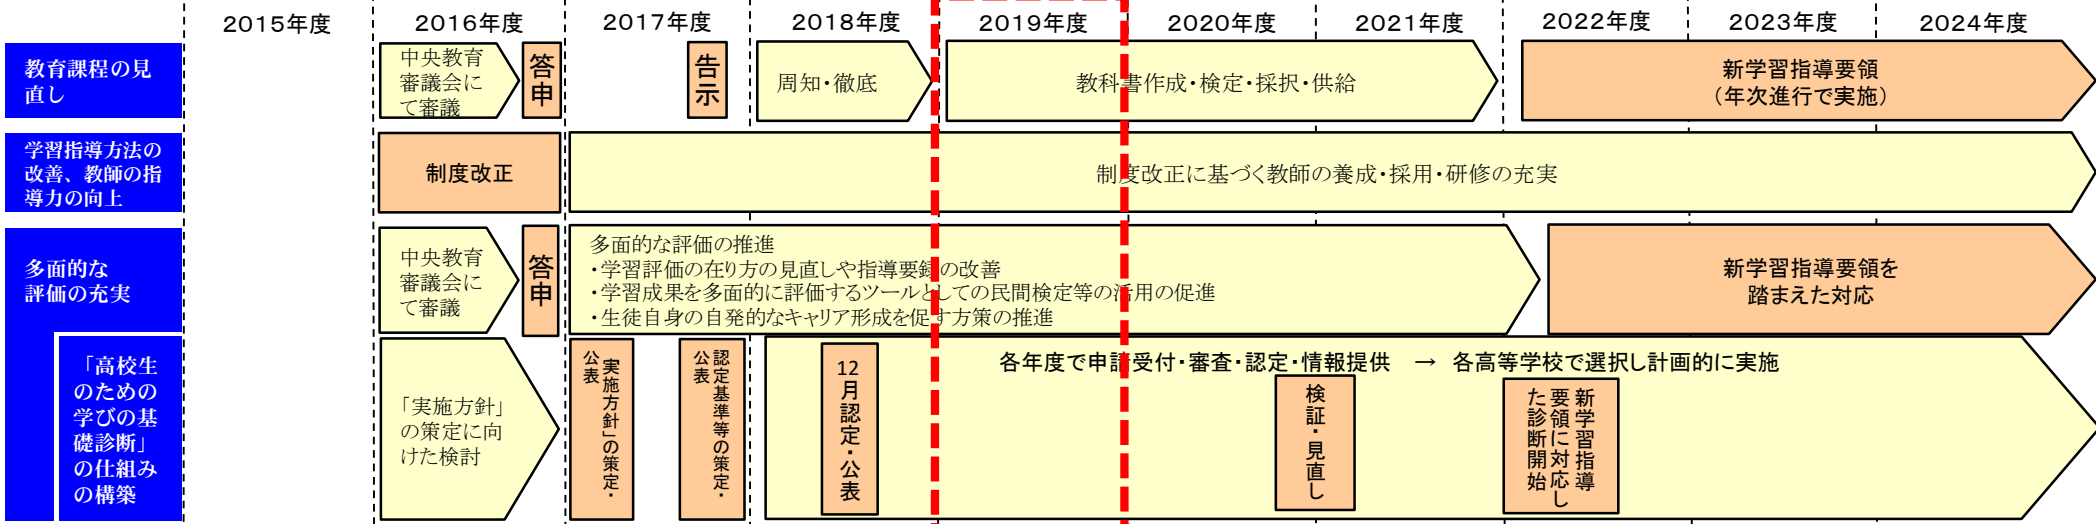 2015年度
2016年度
2017年度
2018年度
2019年度
2020年度
2021年度
2022年度
2023年度
2024年度
教育課程の見
直し
中央教育
審議会に
て審議
答申
告示
周知・徹底
教科書作成・検定・採択・供給
新学習指導要領
(年次進行で実施)
学習指導方法の
改善、教師の指
導力の向上
制度改正
制度改正に基づく教師の養成・採用・研修の充実
多面的な
評価の充実
中央教育
審議会に
て審議
答申
多面的な評価の推進
・学習評価の在り方の見直しや指導要録の改善
・学習成果を多面的に評価するツールとしての民間検定等の活用の促進
・生徒自身の自発的なキャリア形成を促す方策の推進
新学習指導要領を
踏まえた対応
「高校生
のための
学びの基
礎診断」
の仕組み
の構築
「実施方針」
の策定に向
けた検討
「実施方針」の策定・
公表
認定基準等の策定・
公表
12月認定・公表
各年度で申請受付・審査・認定・情報提供 → 各高等学校で選択し計画的に実施
検証・見直し
新学習指導
要領に対応し
た診断開始